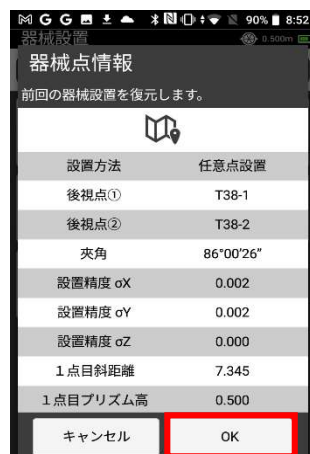 90% 8:52
器械設置 0.500m
器械点情報
前回の器械設置を復元します。
設置方法 任意点設置
後視点① T38-1
後視点② T38-2
夾角 86°00'26"
設置精度 σX 0.002
設置精度 σY 0.002
設置精度 σZ 0.000
１点目斜距離 7.345
１点目プリズム高 0.500
キャンセル OK